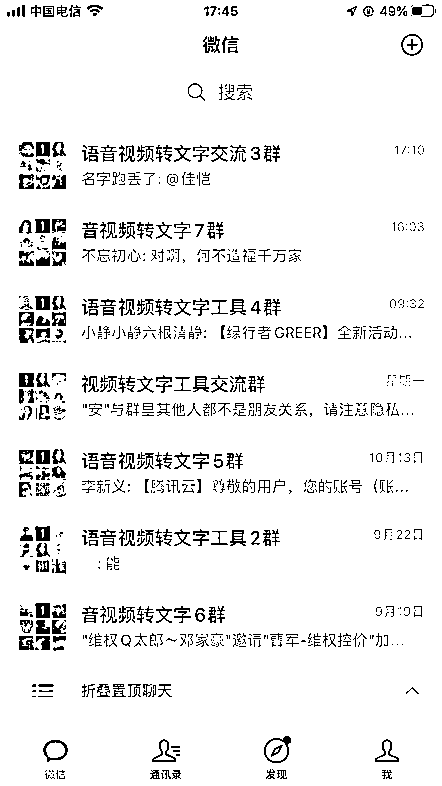 中国电信 17:45 49%
微信
搜索
语音视频转文字交流3群 17:10
名字跑丢了: @佳恺
音视频转文字7群 16:03
不忘初心: 对啊，何不造福千万家
语音视频转文字工具4群 09:32
小静小静六根清静: 【绿行者GREER】全新活动...
视频转文字工具交流群 星期一
"安"与群里其他人都不是朋友关系，请注意隐私...
语音视频转文字5群 10月13日
李新义: 【腾讯云】尊敬的用户，您的账号（账...
语音视频转文字工具2群 9月22日
: 能
音视频转文字6群 9月19日
"维权Q太郎～邓家豪"邀请"曹军-维权控价"加...
折叠置顶聊天
微信 通讯录 发现 我